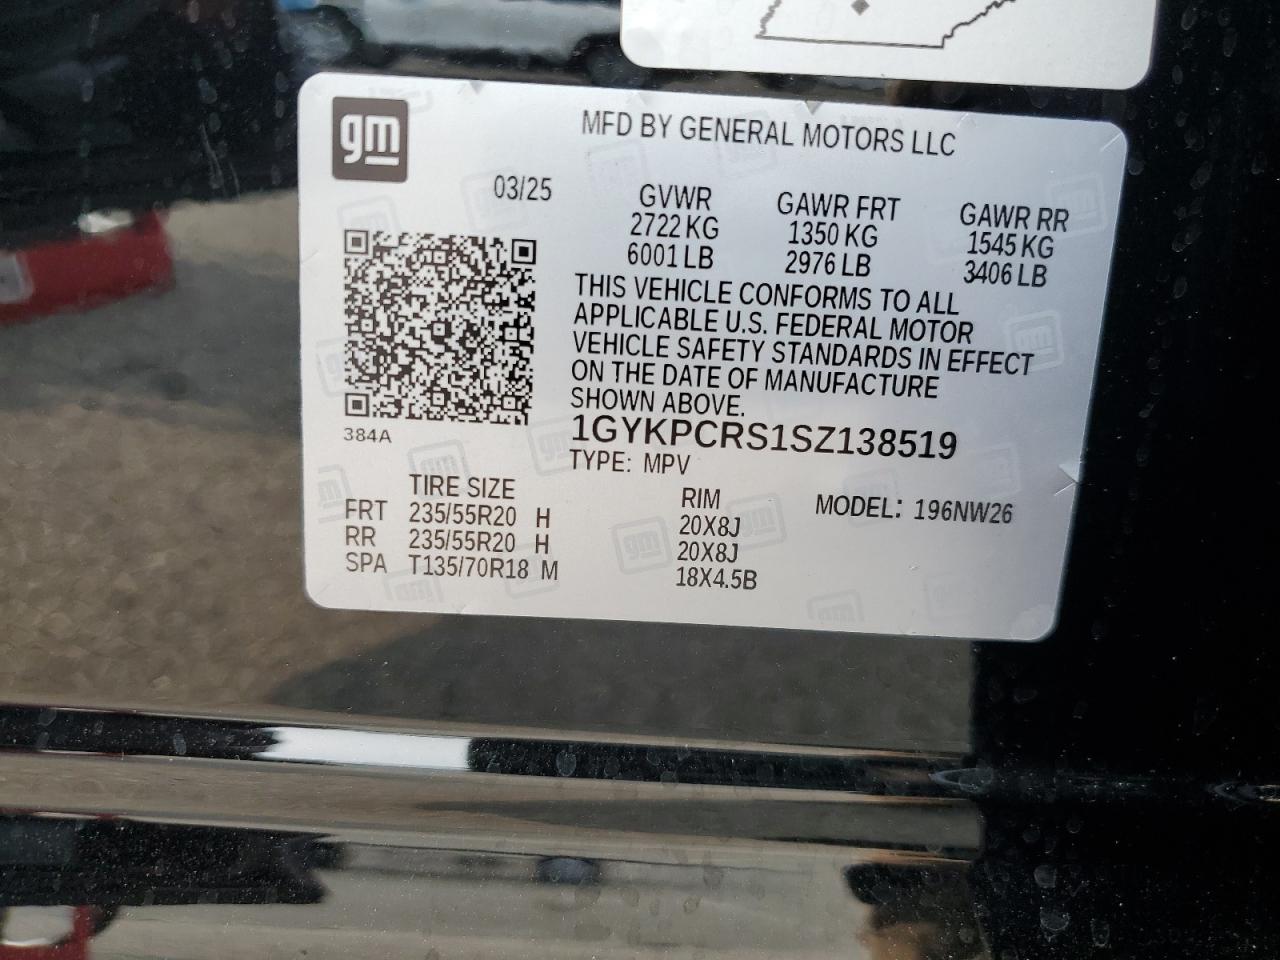 gm
MFD BY GENERAL MOTORS LLC
03/25
GVWR GAWR FRT GAWR RR
2722 KG 1350 KG 1545 KG
6001 LB 2976 LB 3406 LB
THIS VEHICLE CONFORMS TO ALL
APPLICABLE U.S. FEDERAL MOTOR
VEHICLE SAFETY STANDARDS IN EFFECT
ON THE DATE OF MANUFACTURE
SHOWN ABOVE.
384A
1GYKPCRS1SZ138519
TYPE: MPV
TIRE SIZE RIM MODEL: 196NW26
FRT 235/55R20 H 20X8J
RR 235/55R20 H 20X8J
SPA T135/70R18 M 18X4.5B